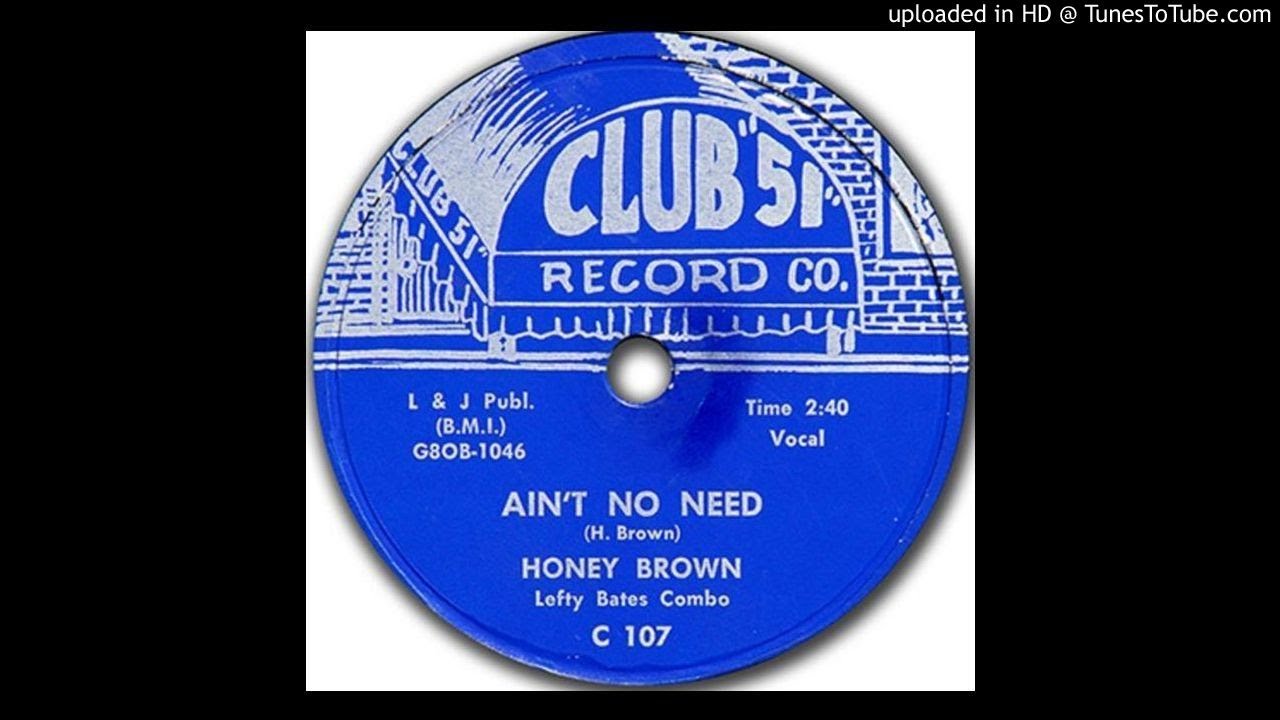 uploaded in HD @ TunesToTube.com
CLUB "51"
CLUB 51"
RECORD CO.
L & J Publ.
(B.M.I.)
G8OB-1046
Time 2:40
Vocal
AIN'T NO NEED
(H. Brown)
HONEY BROWN
Lefty Bates Combo
C 107